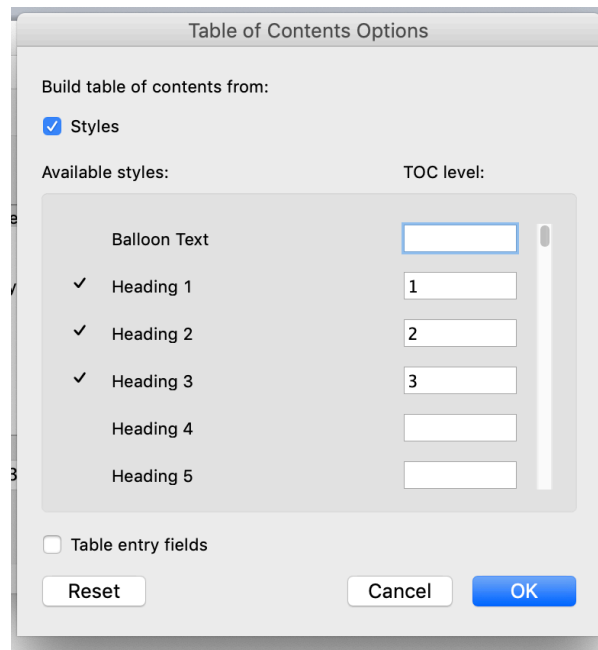 Table of Contents Options
Build table of contents from:
Styles
Available styles: TOC level:
Balloon Text
Heading 1 1
Heading 2 2
Heading 3 3
Heading 4
Heading 5
Table entry fields
Reset Cancel OK